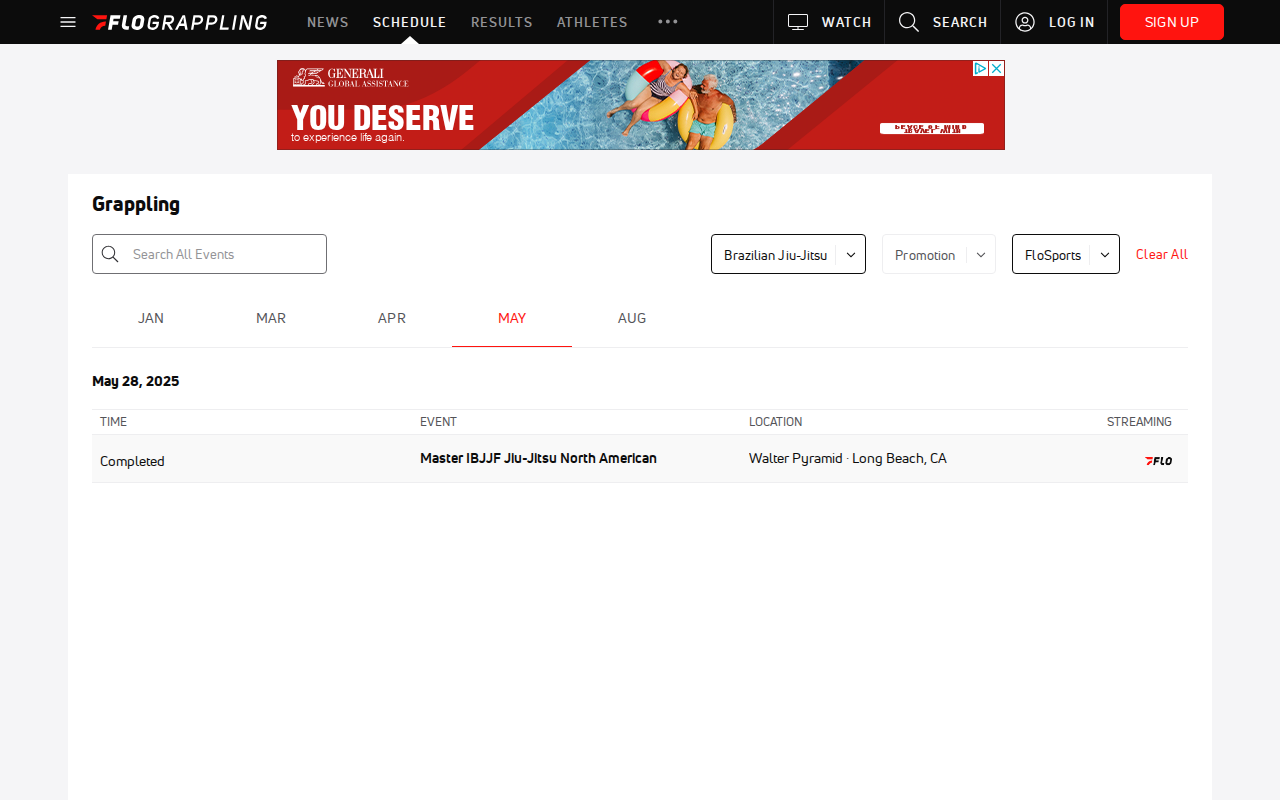 FLOGRAPPLING NEWS SCHEDULE RESULTS ATHLETES ••• WATCH SEARCH LOG IN SIGN UP
GENERALI
GLOBAL ASSISTANCE
YOU DESERVE
to experience life again.
Grappling
Search All Events Brazilian Jiu-Jitsu Promotion FloSports Clear All
JAN MAR APR MAY AUG
May 28, 2025
TIME EVENT LOCATION STREAMING
Completed Master IBJJF Jiu-Jitsu North American Walter Pyramid · Long Beach, CA FLO